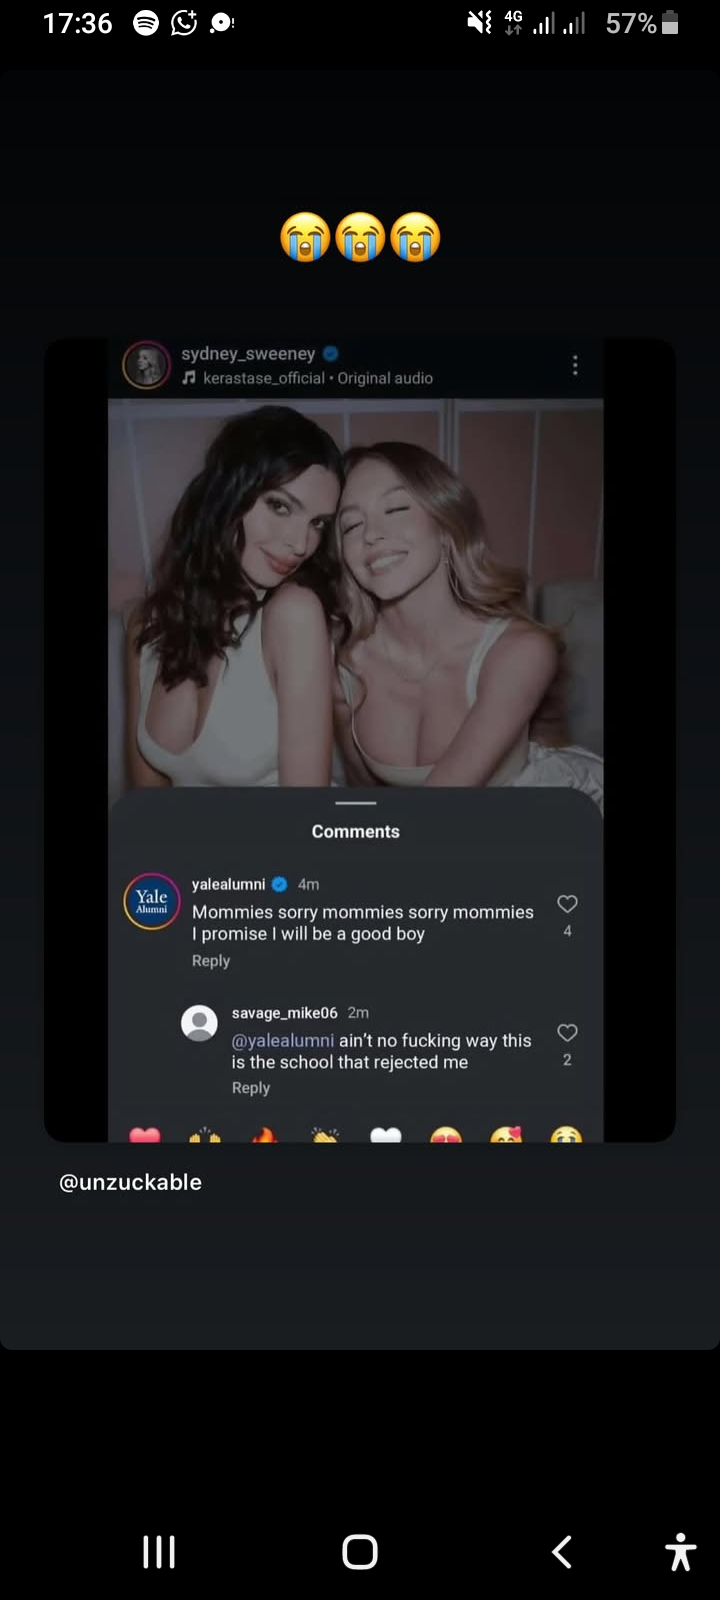 17:36 4G 57%
😭😭😭
sydney_sweeney
kerastase_official • Original audio
Comments
Yale
Alumni
yalealumni 4m
Mommies sorry mommies sorry mommies
I promise I will be a good boy
4
Reply
savage_mike06 2m
@yalealumni ain't no fucking way this
is the school that rejected me
2
Reply
@unzuckable